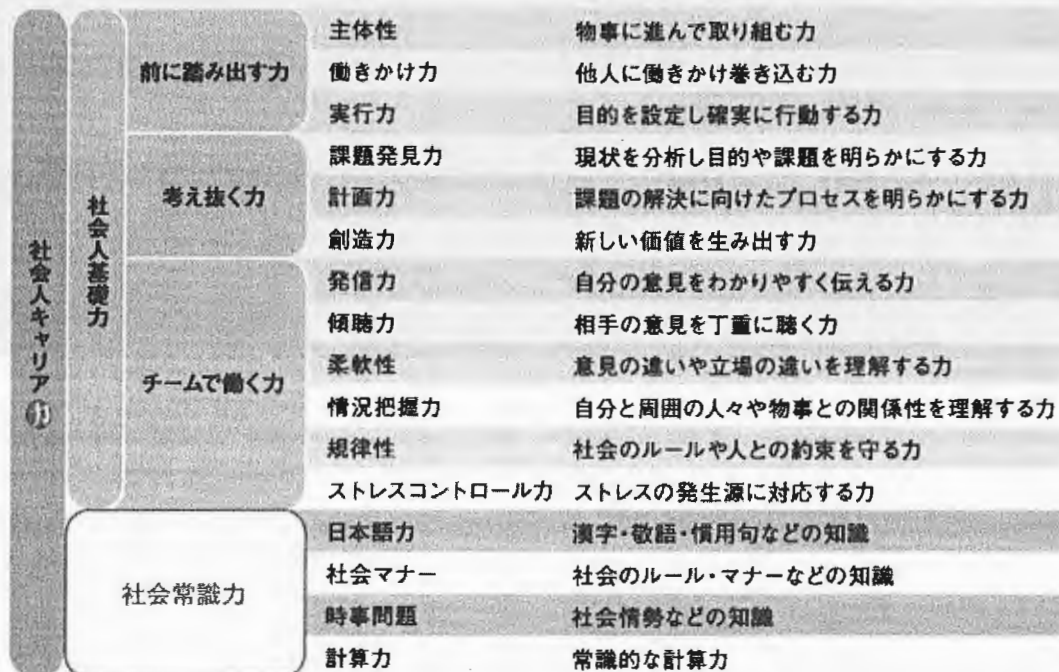 社会人キャリア力
社会人基礎力
前に踏み出す力
主体性 物事に進んで取り組む力
働きかけ力 他人に働きかけ巻き込む力
実行力 目的を設定し確実に行動する力
考え抜く力
課題発見力 現状を分析し目的や課題を明らかにする力
計画力 課題の解決に向けたプロセスを明らかにする力
創造力 新しい価値を生み出す力
チームで働く力
発信力 自分の意見をわかりやすく伝える力
傾聴力 相手の意見を丁重に聴く力
柔軟性 意見の違いや立場の違いを理解する力
情況把握力 自分と周囲の人々や物事との関係性を理解する力
規律性 社会のルールや人との約束を守る力
ストレスコントロール力 ストレスの発生源に対応する力
社会常識力
日本語力 漢字・敬語・慣用句などの知識
社会マナー 社会のルール・マナーなどの知識
時事問題 社会情勢などの知識
計算力 常識的な計算力